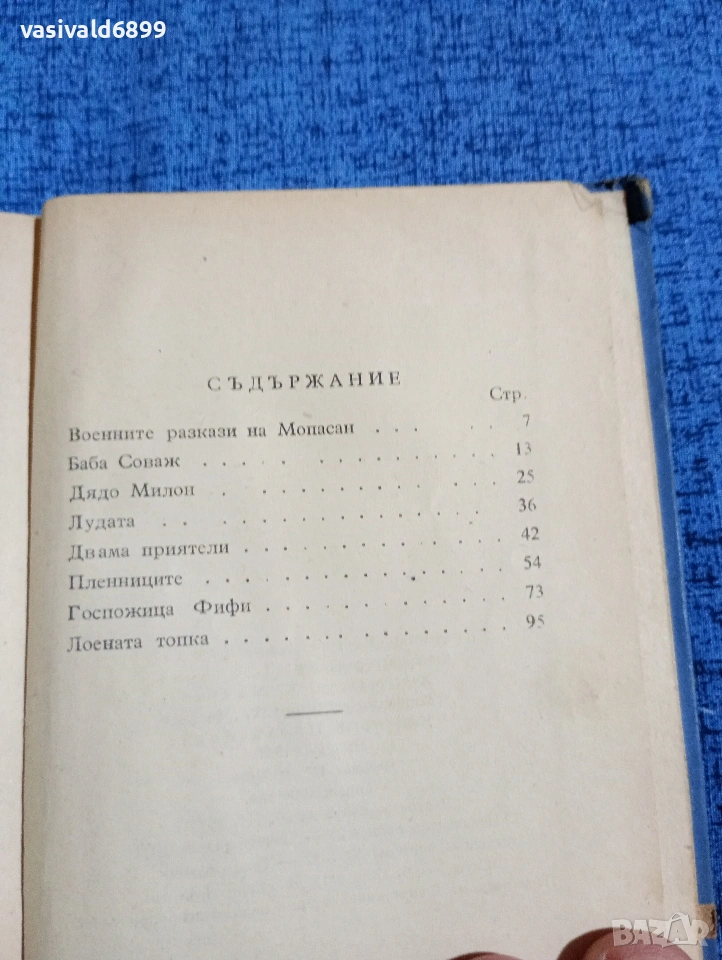 vasivald6899
СЪДЪРЖАНИЕ
Стр.
Военните разкази на Мопасан . . . . . 7
Баба Соваж . . . . . . . . . . . . 13
Дядо Милон . . . . . . . . . . . . 25
Лудата . . . . . . . . . . . . . 36
Двама приятели . . . . . . . . . . . 42
Пленниците . . . . . . . . . . . . 54
Госпожица Фифи . . . . . . . . . . . 73
Лоената топка . . . . . . . . . . . . 95
BAZAR